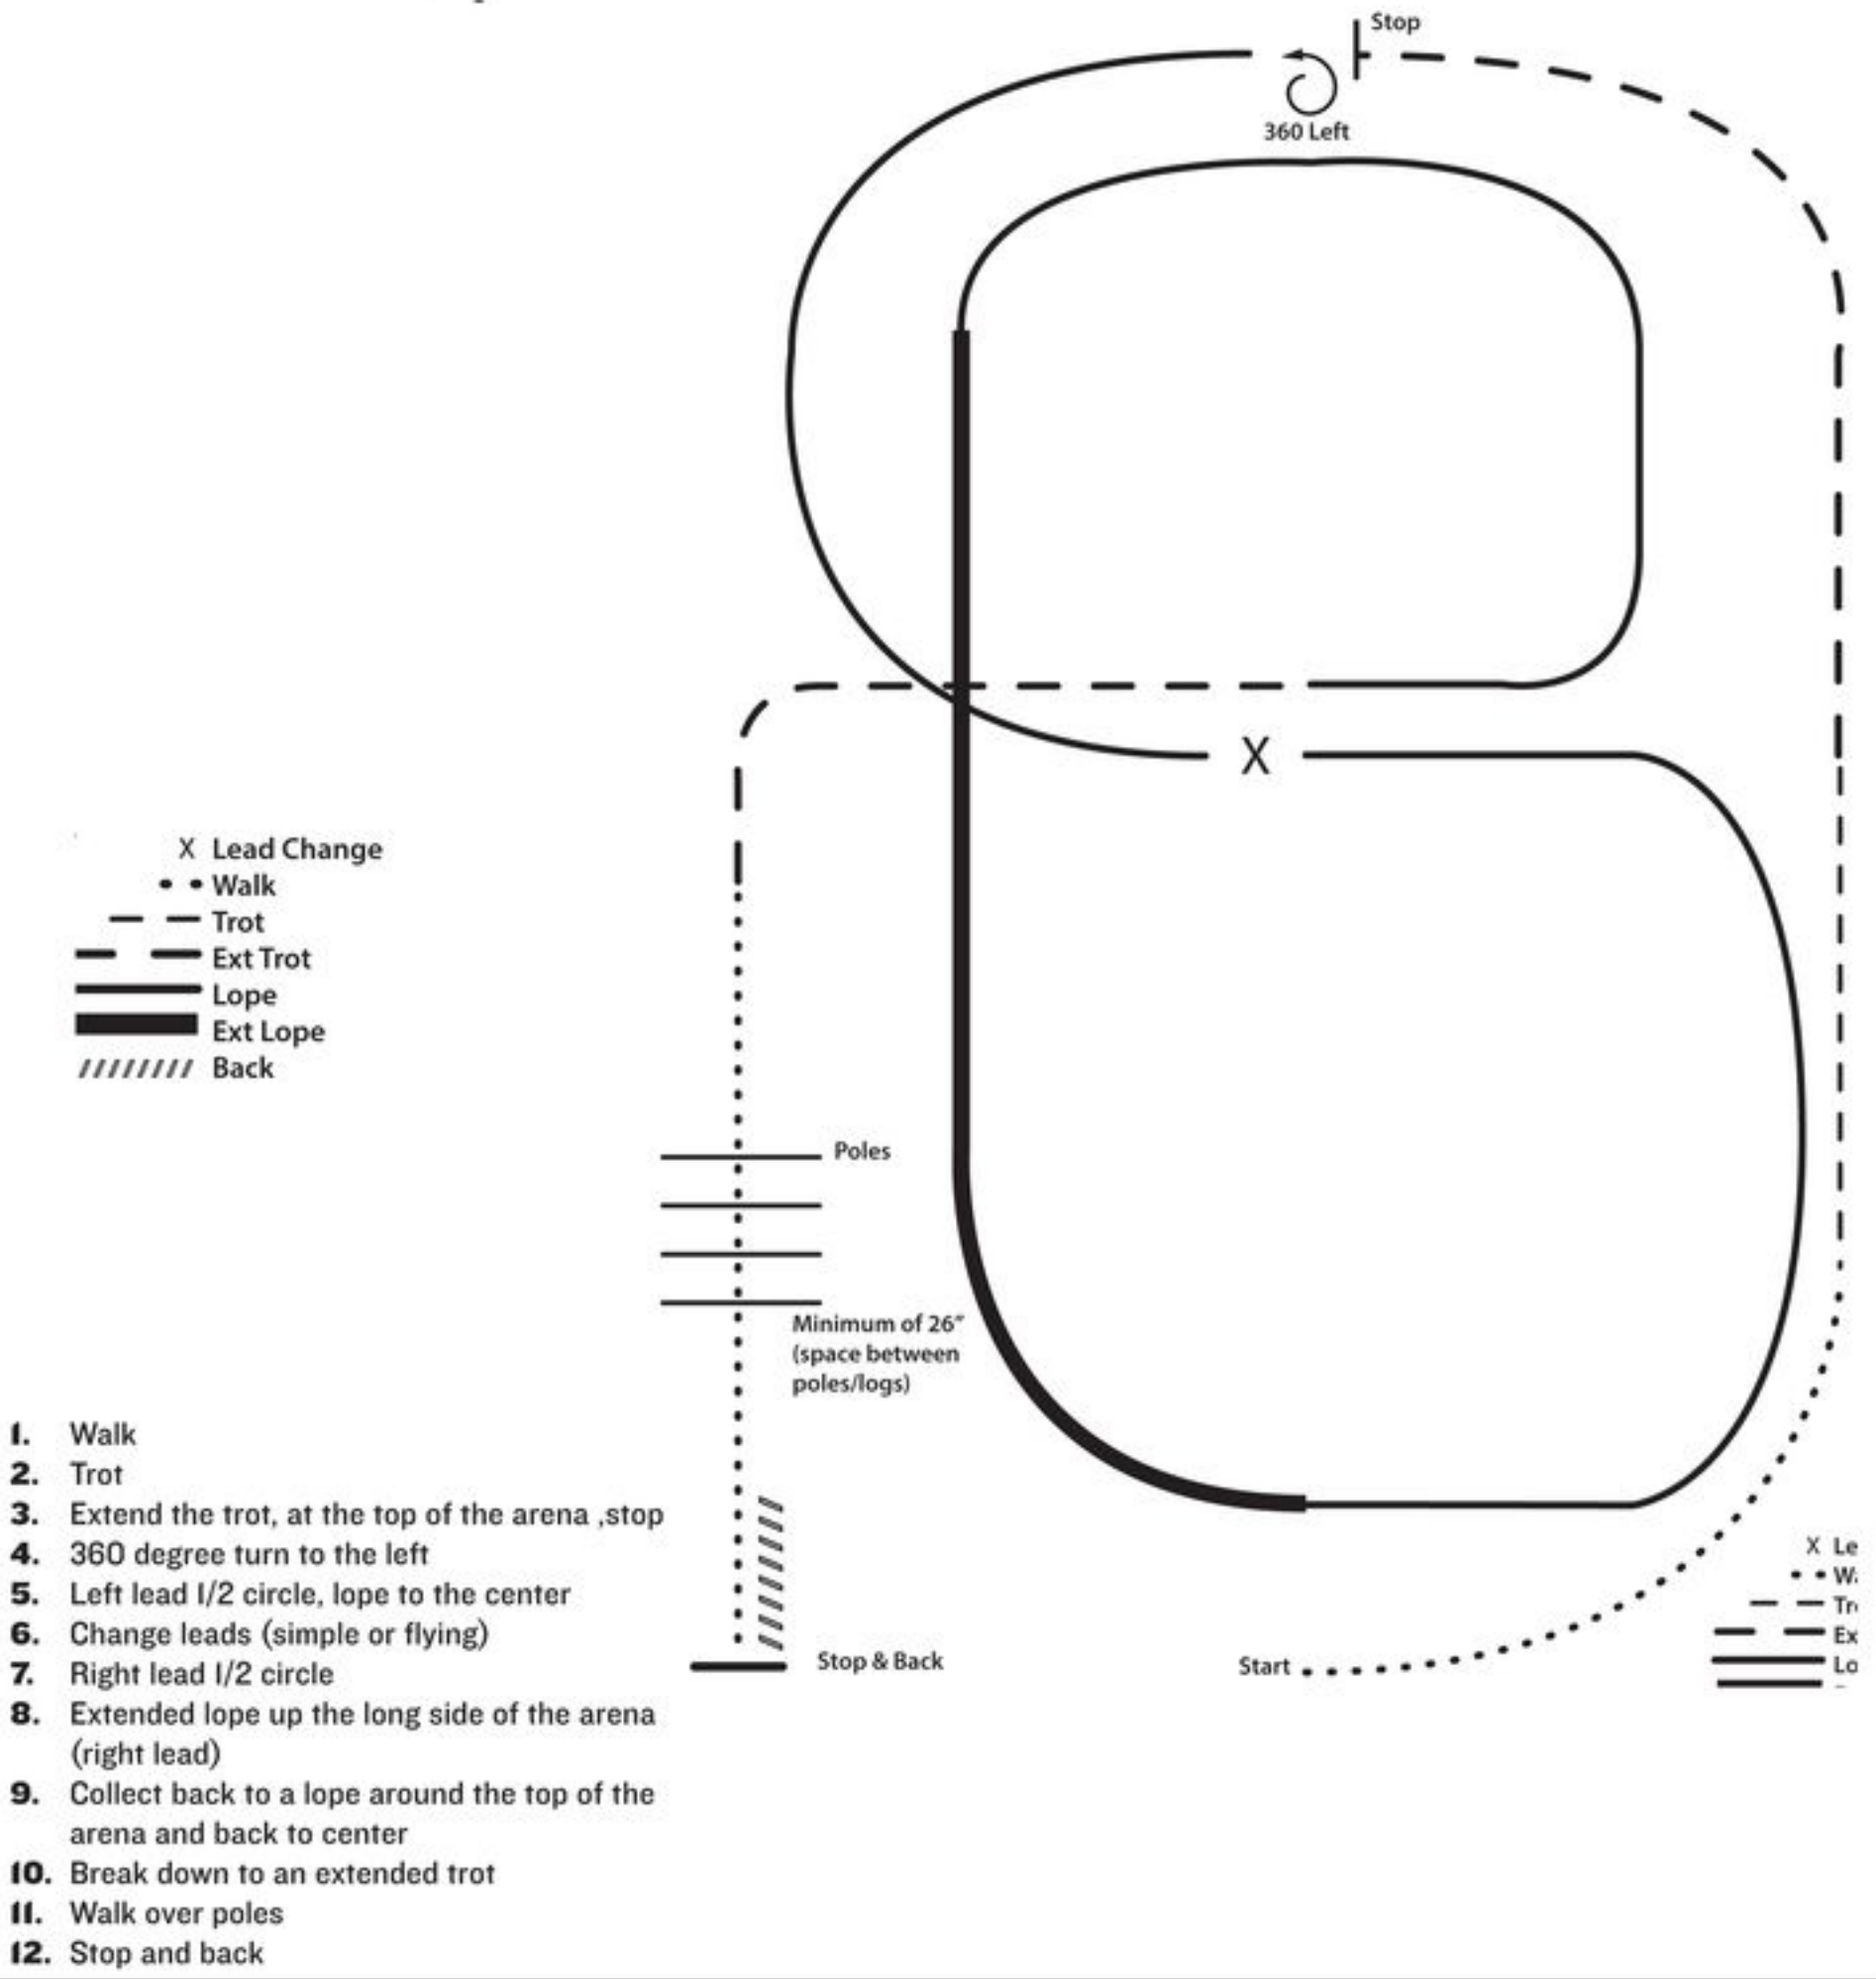 Stop
360 Left
X
X Lead Change
Walk
Trot
Ext Trot
Lope
Ext Lope
Back
Poles
Minimum of 26″
(space between
poles/logs)
1. Walk
2. Trot
3. Extend the trot, at the top of the arena ,stop
4. 360 degree turn to the left
5. Left lead 1/2 circle, lope to the center
6. Change leads (simple or flying)
7. Right lead 1/2 circle
8. Extended lope up the long side of the arena
(right lead)
9. Collect back to a lope around the top of the
arena and back to center
10. Break down to an extended trot
11. Walk over poles
12. Stop and back
Stop & Back
Start
X Le
Tr
Ex
Lo